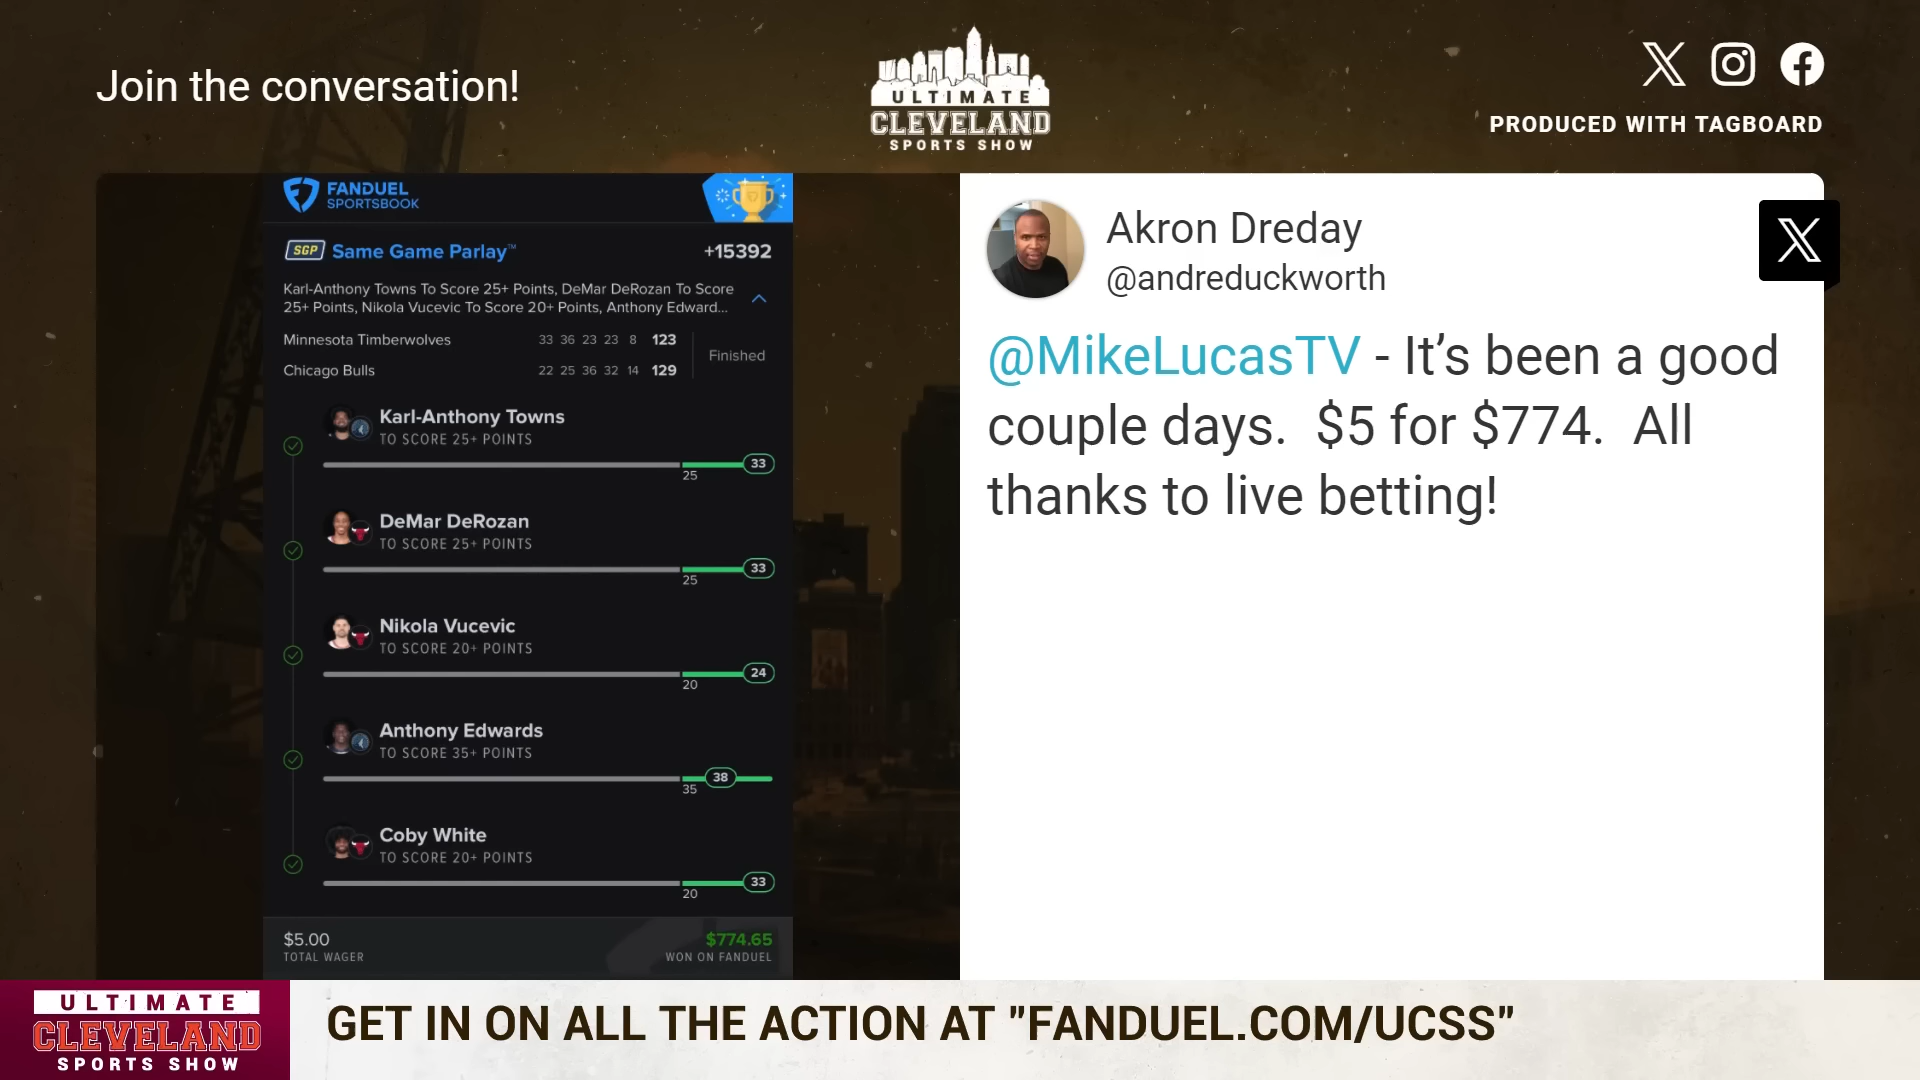 Join the conversation!
ULTIMATE
CLEVELAND
SPORTS SHOW
PRODUCED WITH TAGBOARD
FANDUEL
SPORTSBOOK
SGP Same Game Parlay™ +15392
Karl-Anthony Towns To Score 25+ Points, DeMar DeRozan To Score
25+ Points, Nikola Vucevic To Score 20+ Points, Anthony Edward...
Minnesota Timberwolves 33 36 23 23 8 123
Finished
Chicago Bulls 22 25 36 32 14 129
Karl-Anthony Towns
TO SCORE 25+ POINTS
33
25
DeMar DeRozan
TO SCORE 25+ POINTS
33
25
Nikola Vucevic
TO SCORE 20+ POINTS
24
20
Anthony Edwards
TO SCORE 35+ POINTS
38
35
Coby White
TO SCORE 20+ POINTS
33
20
$5.00 $774.65
TOTAL WAGER WON ON FANDUEL
Akron Dreday
@andreduckworth
@MikeLucasTV - It’s been a good
couple days.  $5 for $774.  All
thanks to live betting!
ULTIMATE
CLEVELAND
SPORTS SHOW
GET IN ON ALL THE ACTION AT "FANDUEL.COM/UCSS"